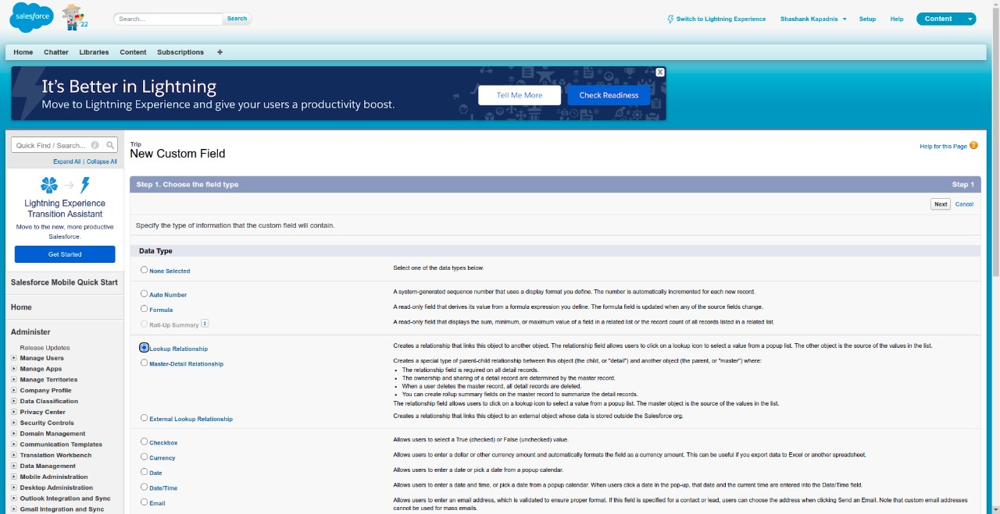 salesforce
'22
Search...
Search
Switch to Lightning Experience
Shashank Kapadnis
Setup
Help
Content
Home
Chatter
Libraries
Content
Subscriptions
+
It's Better in Lightning
Move to Lightning Experience and give your users a productivity boost.
Tell Me More
Check Readiness
X
Quick Find / Search...
i
Expand All | Collapse All
Lightning Experience
Transition Assistant
Move to the new, more productive
Salesforce.
Get Started
Salesforce Mobile Quick Start
Home
Administer
Release Updates
Manage Users
Manage Apps
Manage Territories
Company Profile
Data Classification
Privacy Center
Security Controls
Domain Management
Communication Templates
Translation Workbench
Data Management
Mobile Administration
Desktop Administration
Outlook Integration and Sync
Gmail Integration and Sync
Trip
New Custom Field
Help for this Page ?
Step 1. Choose the field type
Step 1
Next
Cancel
Specify the type of information that the custom field will contain.
Data Type
None Selected
Select one of the data types below.
Auto Number
A system-generated sequence number that uses a display format you define. The number is automatically incremented for each new record.
Formula
A read-only field that derives its value from a formula expression you define. The formula field is updated when any of the source fields change.
Roll-Up Summary 1
A read-only field that displays the sum, minimum, or maximum value of a field in a related list or the record count of all records listed in a related list.
Lookup Relationship
Creates a relationship that links this object to another object. The relationship field allows users to click on a lookup icon to select a value from a popup list. The other object is the source of the values in the list.
Master-Detail Relationship
Creates a special type of parent-child relationship between this object (the child, or "detail") and another object (the parent, or "master") where:
• The relationship field is required on all detail records.
• The ownership and sharing of a detail record are determined by the master record.
• When a user deletes the master record, all detail records are deleted.
• You can create rollup summary fields on the master record to summarize the detail records.
The relationship field allows users to click on a lookup icon to select a value from a popup list. The master object is the source of the values in the list.
External Lookup Relationship
Creates a relationship that links this object to an external object whose data is stored outside the Salesforce org.
Checkbox
Allows users to select a True (checked) or False (unchecked) value.
Currency
Allows users to enter a dollar or other currency amount and automatically formats the field as a currency amount. This can be useful if you export data to Excel or another spreadsheet.
Date
Allows users to enter a date or pick a date from a popup calendar.
Date/Time
Allows users to enter a date and time, or pick a date from a popup calendar. When users click a date in the pop-up, that date and the current time are entered into the Date/Time field.
Email
Allows users to enter an email address, which is validated to ensure proper format. If this field is specified for a contact or lead, users can choose the address when clicking Send an Email. Note that custom email addresses
cannot be used for mass emails.